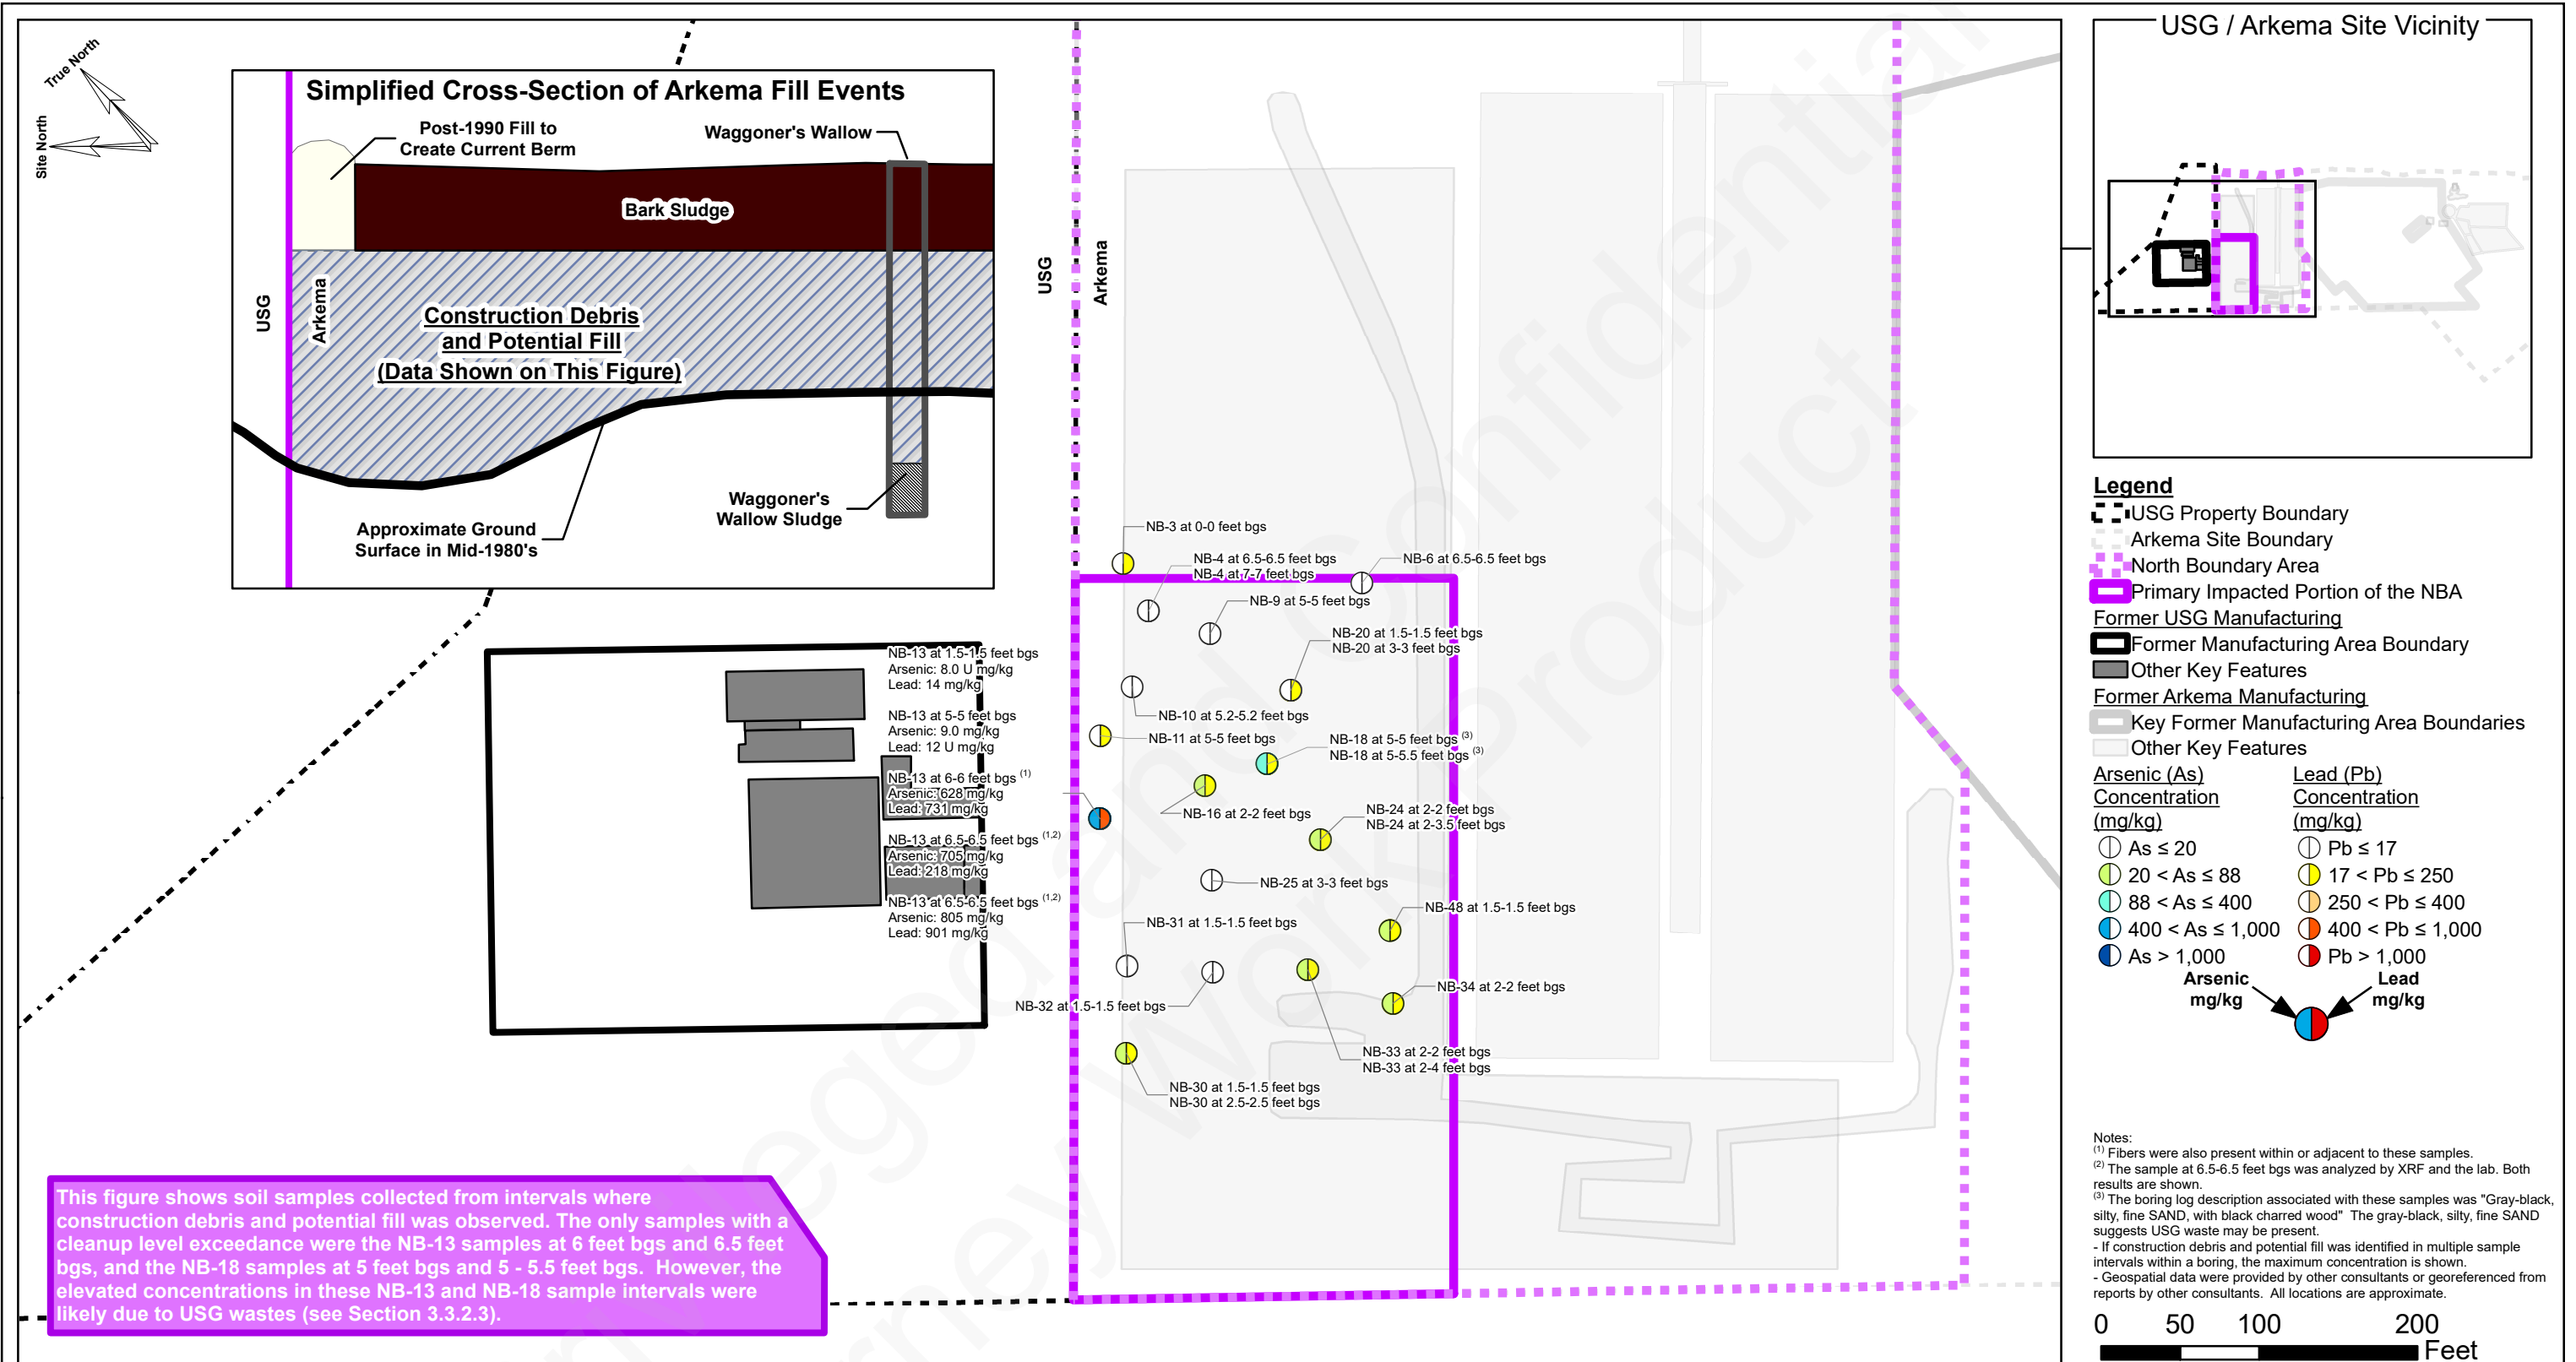 True North
Site North
Simplified Cross-Section of Arkema Fill Events
Post-1990 Fill to
Create Current Berm
Waggoner's Wallow
Bark Sludge
USG
Arkema
Construction Debris
and Potential Fill
(Data Shown on This Figure)
Waggoner's
Wallow Sludge
Approximate Ground
Surface in Mid-1980's
USG
Arkema
NB-3 at 0-0 feet bgs
NB-4 at 6.5-6.5 feet bgs
NB-4 at 7-7 feet bgs
NB-6 at 6.5-6.5 feet bgs
NB-9 at 5-5 feet bgs
NB-20 at 1.5-1.5 feet bgs
NB-20 at 3-3 feet bgs
NB-10 at 5.2-5.2 feet bgs
NB-11 at 5-5 feet bgs
NB-18 at 5-5 feet bgs (3)
NB-18 at 5-5.5 feet bgs (3)
NB-16 at 2-2 feet bgs
NB-24 at 2-2 feet bgs
NB-24 at 2-3.5 feet bgs
NB-25 at 3-3 feet bgs
NB-48 at 1.5-1.5 feet bgs
NB-31 at 1.5-1.5 feet bgs
NB-32 at 1.5-1.5 feet bgs
NB-34 at 2-2 feet bgs
NB-33 at 2-2 feet bgs
NB-33 at 2-4 feet bgs
NB-30 at 1.5-1.5 feet bgs
NB-30 at 2.5-2.5 feet bgs
NB-13 at 1.5-1.5 feet bgs
Arsenic: 8.0 U mg/kg
Lead: 14 mg/kg
NB-13 at 5-5 feet bgs
Arsenic: 9.0 mg/kg
Lead: 12 U mg/kg
NB-13 at 6-6 feet bgs (1)
Arsenic: 628 mg/kg
Lead: 731 mg/kg
NB-13 at 6.5-6.5 feet bgs (1,2)
Arsenic: 705 mg/kg
Lead: 218 mg/kg
NB-13 at 6.5-6.5 feet bgs (1,2)
Arsenic: 805 mg/kg
Lead: 901 mg/kg
This figure shows soil samples collected from intervals where
construction debris and potential fill was observed. The only samples with a
cleanup level exceedance were the NB-13 samples at 6 feet bgs and 6.5 feet
bgs, and the NB-18 samples at 5 feet bgs and 5 - 5.5 feet bgs. However, the
elevated concentrations in these NB-13 and NB-18 sample intervals were
likely due to USG wastes (see Section 3.3.2.3).
and Confidential
Work Product
USG / Arkema Site Vicinity
Legend
USG Property Boundary
Arkema Site Boundary
North Boundary Area
Primary Impacted Portion of the NBA
Former USG Manufacturing
Former Manufacturing Area Boundary
Other Key Features
Former Arkema Manufacturing
Key Former Manufacturing Area Boundaries
Other Key Features
Arsenic (As)
Concentration
(mg/kg)
As ≤ 20
20 < As ≤ 88
88 < As ≤ 400
400 < As ≤ 1,000
As > 1,000
Lead (Pb)
Concentration
(mg/kg)
Pb ≤ 17
17 < Pb ≤ 250
250 < Pb ≤ 400
400 < Pb ≤ 1,000
Pb > 1,000
Arsenic
mg/kg
Lead
mg/kg
Notes:
(1) Fibers were also present within or adjacent to these samples.
(2) The sample at 6.5-6.5 feet bgs was analyzed by XRF and the lab. Both
results are shown.
(3) The boring log description associated with these samples was "Gray-black,
silty, fine SAND, with black charred wood" The gray-black, silty, fine SAND
suggests USG waste may be present.
- If construction debris and potential fill was identified in multiple sample
intervals within a boring, the maximum concentration is shown.
- Geospatial data were provided by other consultants or georeferenced from
reports by other consultants. All locations are approximate.
0 50 100 200
Feet